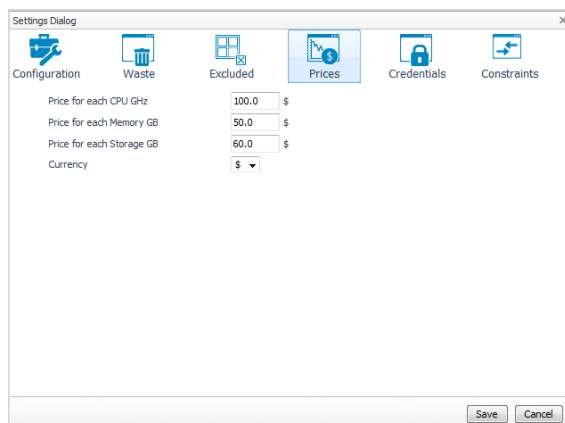 Settings Dialog
Configuration Waste Excluded Prices Credentials Constraints
Price for each CPU GHz 100.0 $
Price for each Memory GB 50.0 $
Price for each Storage GB 60.0 $
Currency $
Save Cancel